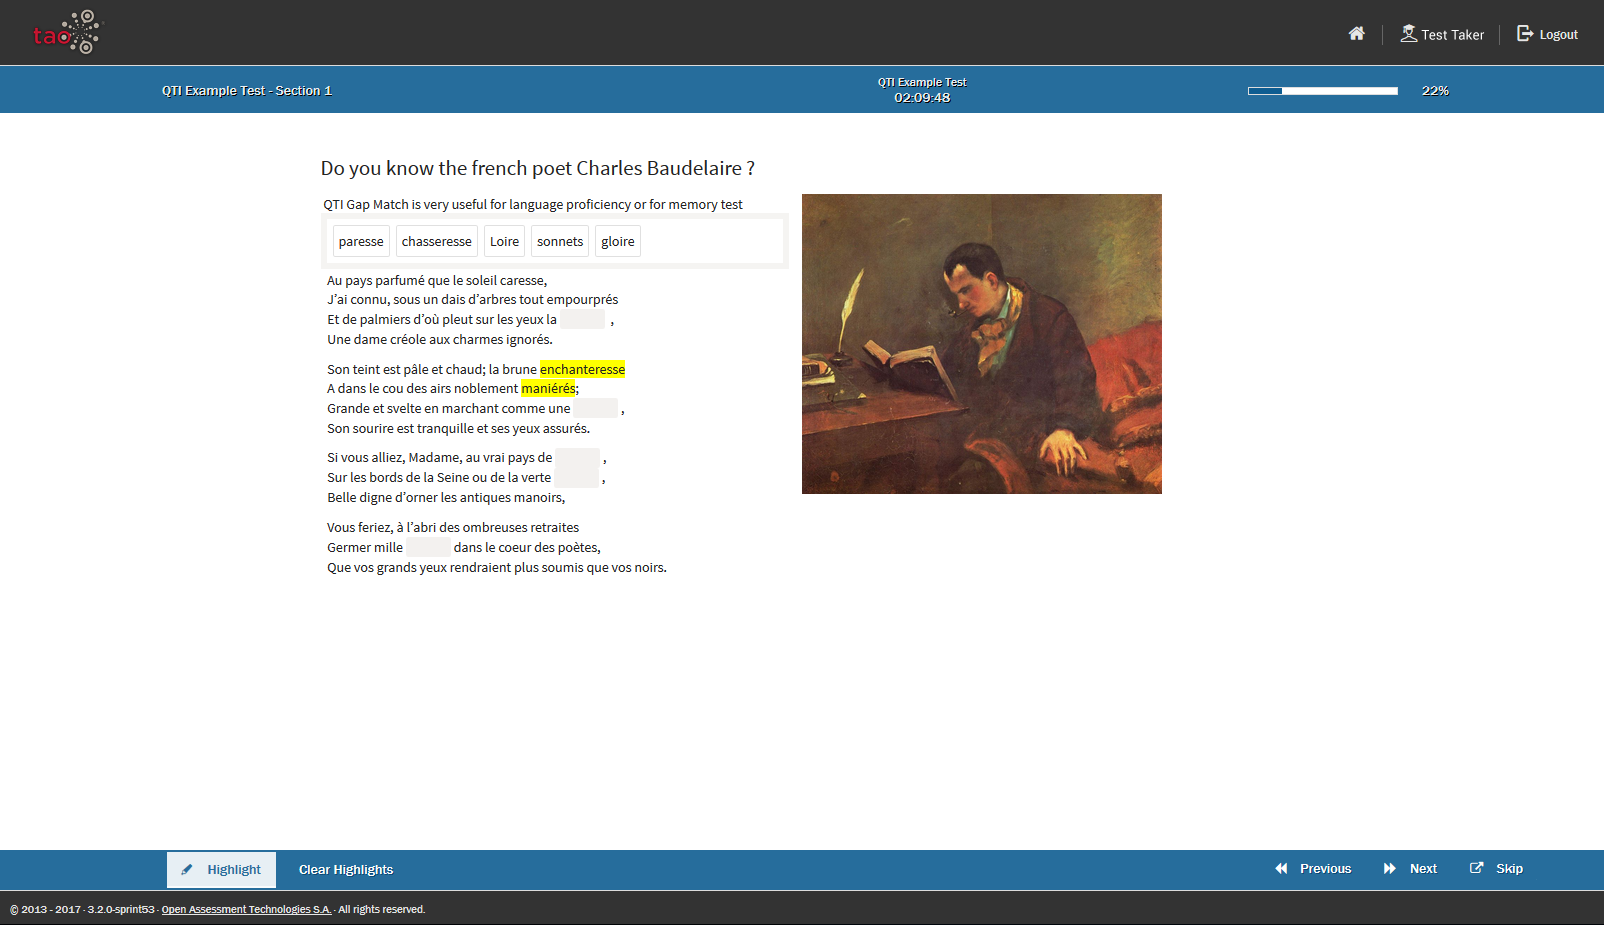 tao
Test Taker
Logout
QTI Example Test - Section 1
QTI Example Test
02:09:48
22%
Do you know the french poet Charles Baudelaire ?
QTI Gap Match is very useful for language proficiency or for memory test
paresse chasseresse Loire sonnets gloire
Au pays parfumé que le soleil caresse,
J’ai connu, sous un dais d’arbres tout empourprés
Et de palmiers d’où pleut sur les yeux la ,
Une dame créole aux charmes ignorés.
Son teint est pâle et chaud; la brune enchanteresse
A dans le cou des airs noblement maniérés;
Grande et svelte en marchant comme une ,
Son sourire est tranquille et ses yeux assurés.
Si vous alliez, Madame, au vrai pays de ,
Sur les bords de la Seine ou de la verte ,
Belle digne d’orner les antiques manoirs,
Vous feriez, à l’abri des ombreuses retraites
Germer mille dans le coeur des poètes,
Que vos grands yeux rendraient plus soumis que vos noirs.
Highlight
Clear Highlights
Previous
Next
Skip
© 2013 - 2017 · 3.2.0-sprint53 · Open Assessment Technologies S.A. · All rights reserved.